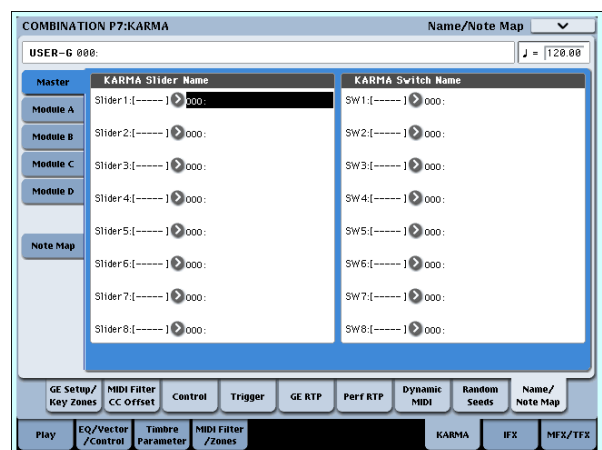 COMBINATION P7:KARMA Name/Note Map
USER-G 000: ♩ = 120.00
Master
Module A
Module B
Module C
Module D
Note Map
KARMA Slider Name
Slider1:[----- ] 000:
Slider2:[----- ] 000:
Slider3:[----- ] 000:
Slider4:[----- ] 000:
Slider5:[----- ] 000:
Slider6:[----- ] 000:
Slider7:[----- ] 000:
Slider8:[----- ] 000:
KARMA Switch Name
SW1:[----- ] 000:
SW2:[----- ] 000:
SW3:[----- ] 000:
SW4:[----- ] 000:
SW5:[----- ] 000:
SW6:[----- ] 000:
SW7:[----- ] 000:
SW8:[----- ] 000:
GE Setup/
Key Zones
MIDI Filter
CC Offset
Control
Trigger
GE RTP
Perf RTP
Dynamic
MIDI
Random
Seeds
Name/
Note Map
Play
EQ/Vector
/Control
Timbre
Parameter
MIDI Filter
/Zones
KARMA
IFX
MFX/TFX